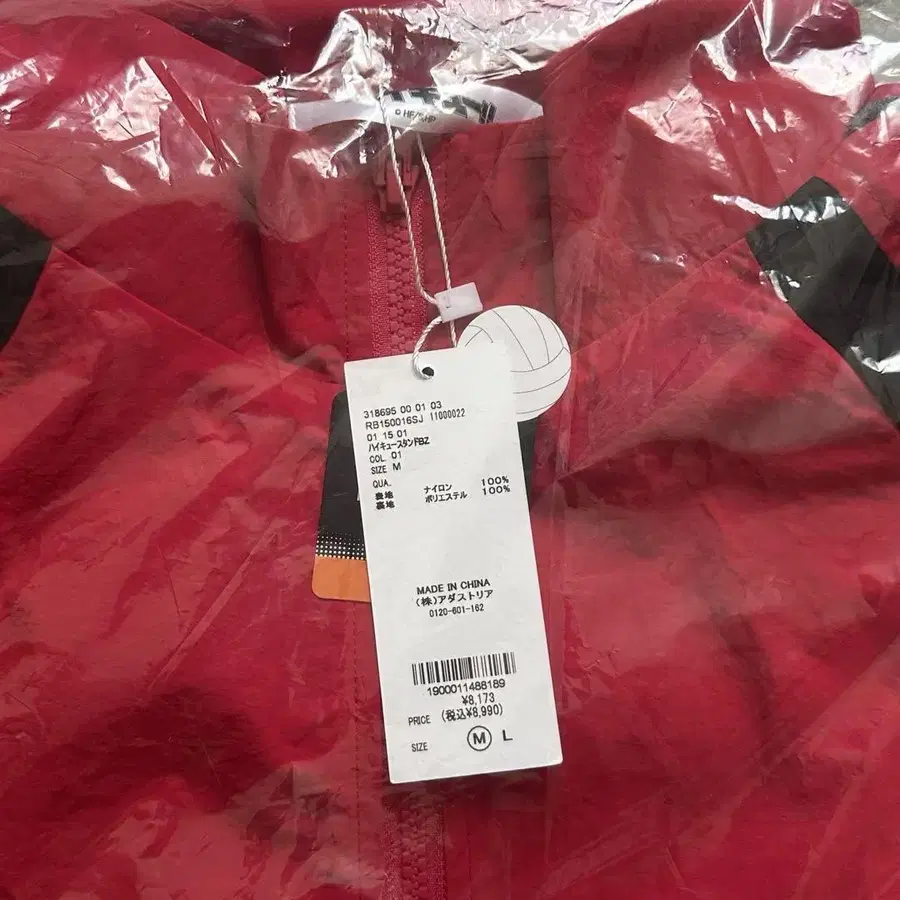 © HF/SHP
318695 00 01 03
RB150016SJ 11000022
01 15 01
ハイキュースタンドBZ
COL. 01
SIZE M
QUA.
表地 ナイロン 100%
裏地 ポリエステル 100%
MADE IN CHINA
(株)アダストリア
0120-601-162
1900011488189
¥8,173
PRICE (税込¥8,990)
SIZE M L